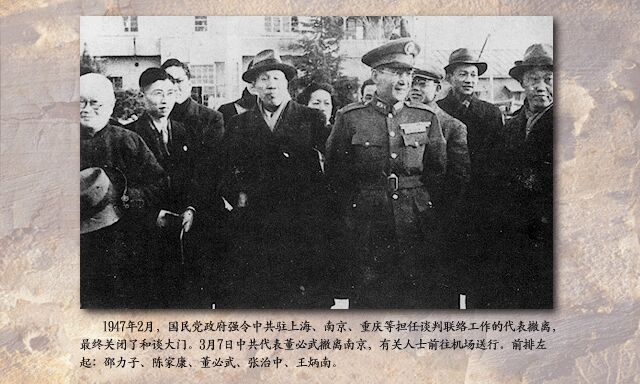 1947年2月，国民党政府强令中共驻上海、南京、重庆等担任谈判联络工作的代表撤离，
最终关闭了和谈大门。3月7日中共代表董必武撤离南京，有关人士前往机场送行。前排左
起：邵力子、陈家康、董必武、张治中、王炳南。